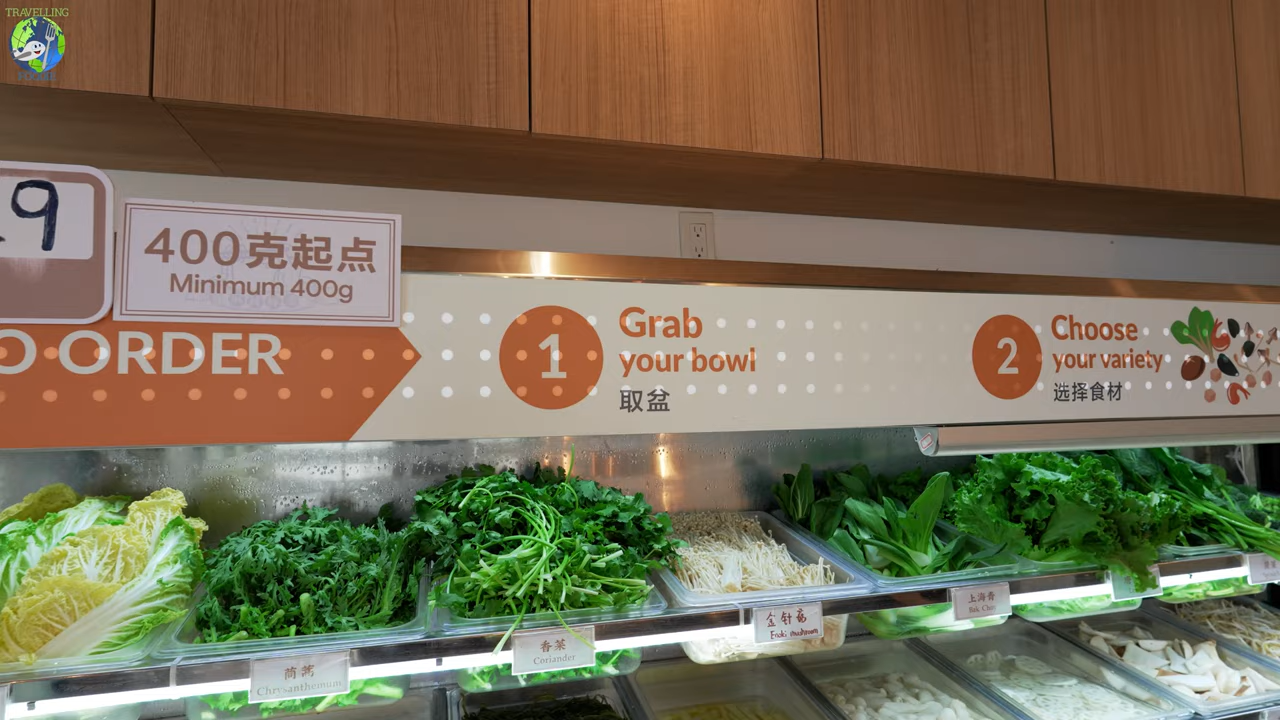 TRAVELLING
FOODIE
9
400克起点
Minimum 400g
O ORDER
1
Grab
your bowl
取盆
2
Choose
your variety
选择食材
茼蒿
Chrysanthemum
香菜
Coriander
金针菇
Enoki mushroom
上海青
Bak Choy